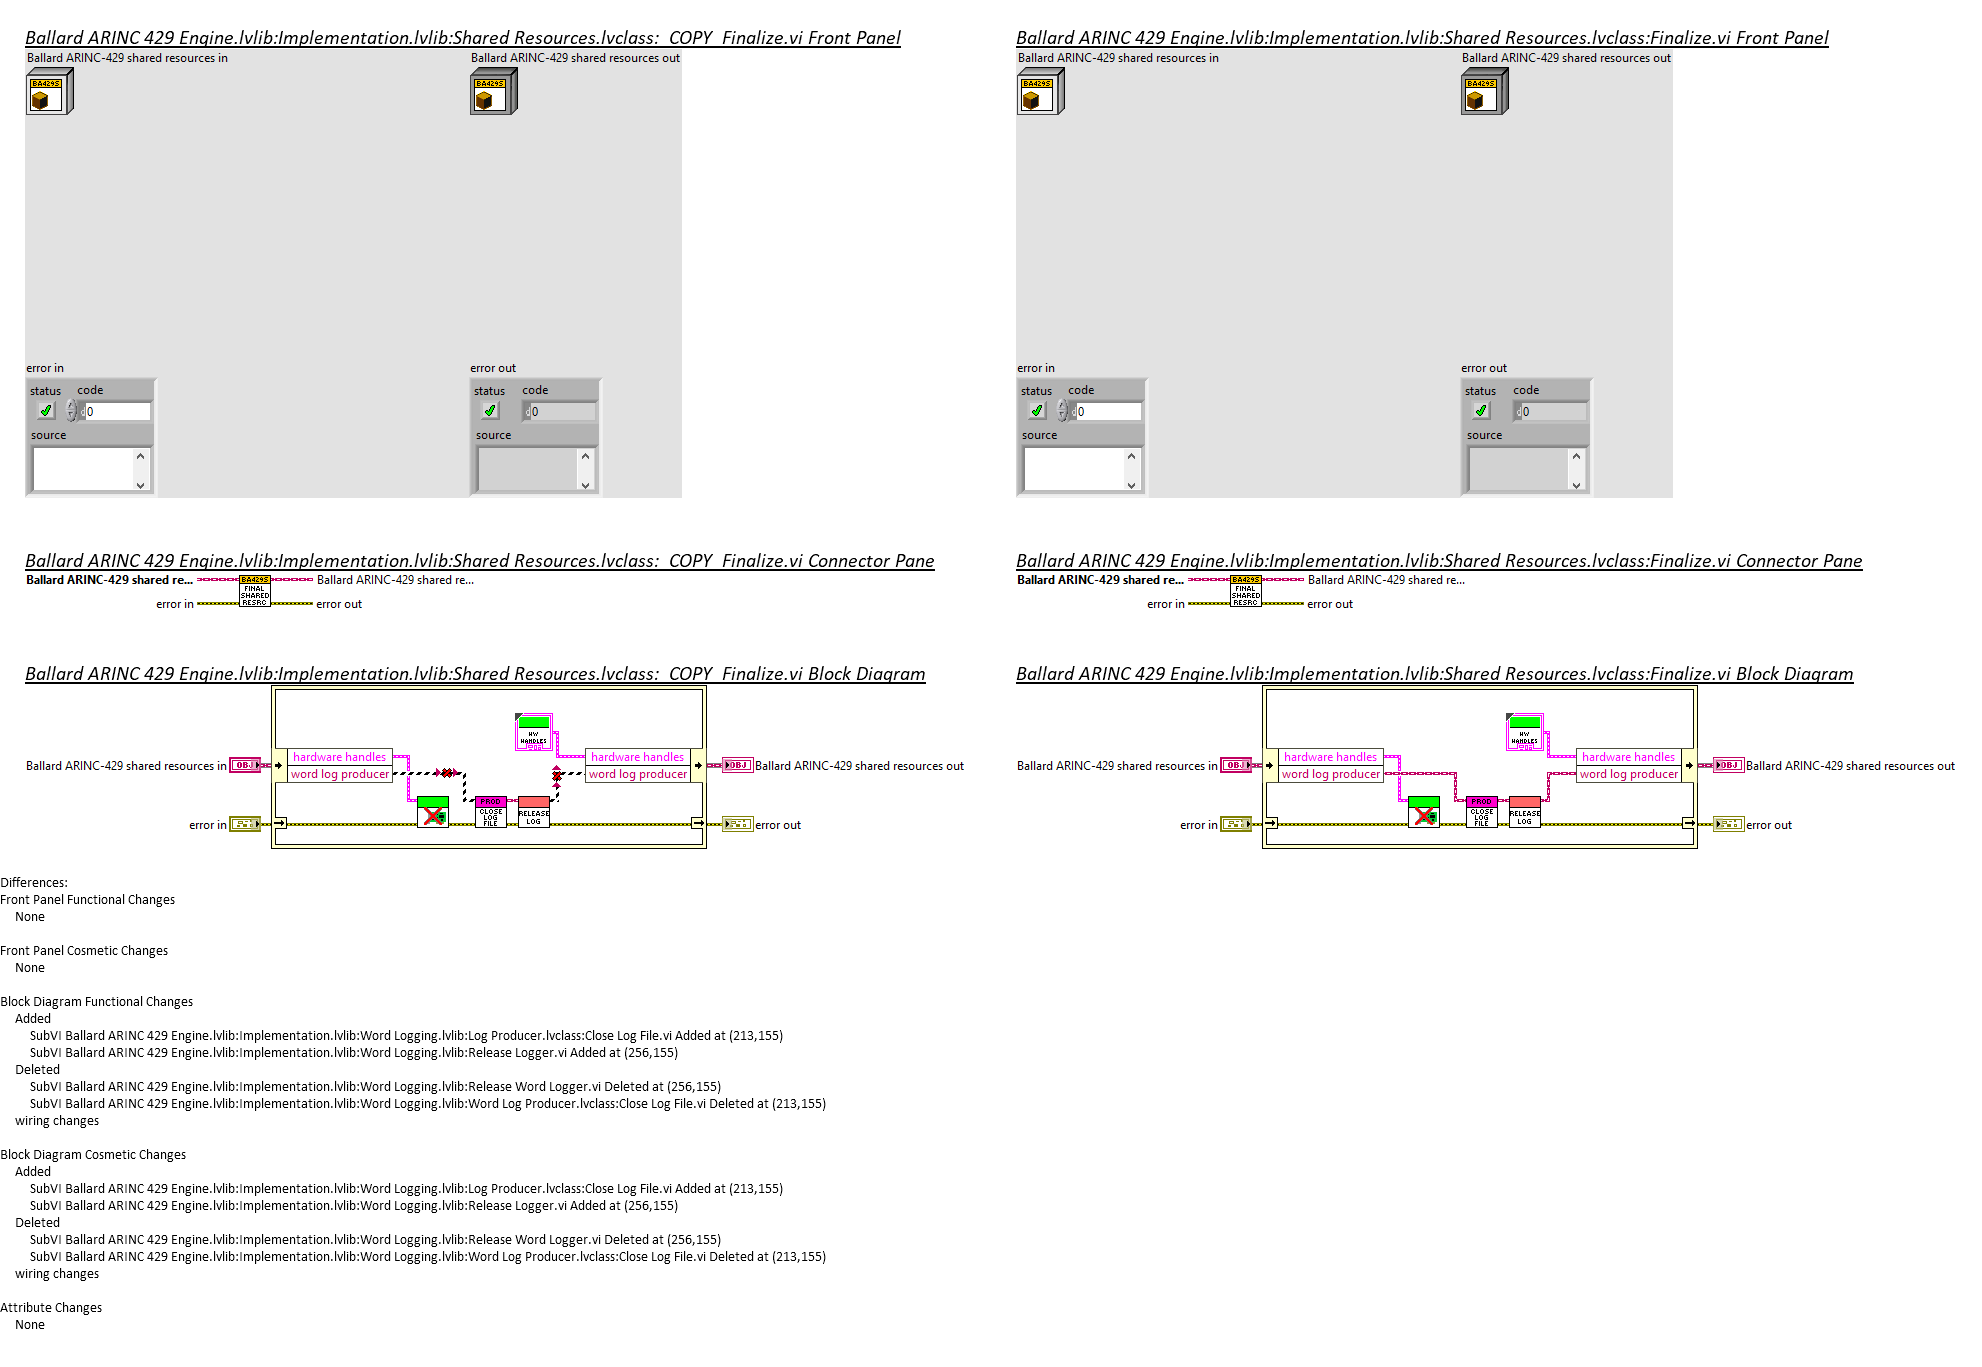 Ballard ARINC 429 Engine.lvlib:Implementation.lvlib:Shared Resources.lvclass:_COPY_Finalize.vi Front Panel
Ballard ARINC-429 shared resources in
Ballard ARINC-429 shared resources out
BA429S
BA429S
error in
error out
status code
status code
d 0
d 0
source
source
Ballard ARINC 429 Engine.lvlib:Implementation.lvlib:Shared Resources.lvclass:Finalize.vi Front Panel
Ballard ARINC-429 shared resources in
Ballard ARINC-429 shared resources out
BA429S
BA429S
error in
error out
status code
status code
d 0
d 0
source
source
Ballard ARINC 429 Engine.lvlib:Implementation.lvlib:Shared Resources.lvclass:_COPY_Finalize.vi Connector Pane
Ballard ARINC-429 shared re...
BA429S
FINAL
SHARED
RESRC
Ballard ARINC-429 shared re...
error in
error out
Ballard ARINC 429 Engine.lvlib:Implementation.lvlib:Shared Resources.lvclass:Finalize.vi Connector Pane
Ballard ARINC-429 shared re...
BA429S
FINAL
SHARED
RESRC
Ballard ARINC-429 shared re...
error in
error out
Ballard ARINC 429 Engine.lvlib:Implementation.lvlib:Shared Resources.lvclass:_COPY_Finalize.vi Block Diagram
HW
HANDLES
hardware handles
hardware handles
Ballard ARINC-429 shared resources in
OBJ
OBJ
Ballard ARINC-429 shared resources out
word log producer
word log producer
PROD
CLOSE
LOG
FILE
RELEASE
LOG
error in
error out
Ballard ARINC 429 Engine.lvlib:Implementation.lvlib:Shared Resources.lvclass:Finalize.vi Block Diagram
HW
HANDLES
hardware handles
hardware handles
Ballard ARINC-429 shared resources in
OBJ
OBJ
Ballard ARINC-429 shared resources out
word log producer
word log producer
PROD
CLOSE
LOG
FILE
RELEASE
LOG
error in
error out
Differences:
Front Panel Functional Changes
None
Front Panel Cosmetic Changes
None
Block Diagram Functional Changes
Added
SubVI Ballard ARINC 429 Engine.lvlib:Implementation.lvlib:Word Logging.lvlib:Log Producer.lvclass:Close Log File.vi Added at (213,155)
SubVI Ballard ARINC 429 Engine.lvlib:Implementation.lvlib:Word Logging.lvlib:Release Logger.vi Added at (256,155)
Deleted
SubVI Ballard ARINC 429 Engine.lvlib:Implementation.lvlib:Word Logging.lvlib:Release Word Logger.vi Deleted at (256,155)
SubVI Ballard ARINC 429 Engine.lvlib:Implementation.lvlib:Word Logging.lvlib:Word Log Producer.lvclass:Close Log File.vi Deleted at (213,155)
wiring changes
Block Diagram Cosmetic Changes
Added
SubVI Ballard ARINC 429 Engine.lvlib:Implementation.lvlib:Word Logging.lvlib:Log Producer.lvclass:Close Log File.vi Added at (213,155)
SubVI Ballard ARINC 429 Engine.lvlib:Implementation.lvlib:Word Logging.lvlib:Release Logger.vi Added at (256,155)
Deleted
SubVI Ballard ARINC 429 Engine.lvlib:Implementation.lvlib:Word Logging.lvlib:Release Word Logger.vi Deleted at (256,155)
SubVI Ballard ARINC 429 Engine.lvlib:Implementation.lvlib:Word Logging.lvlib:Word Log Producer.lvclass:Close Log File.vi Deleted at (213,155)
wiring changes
Attribute Changes
None